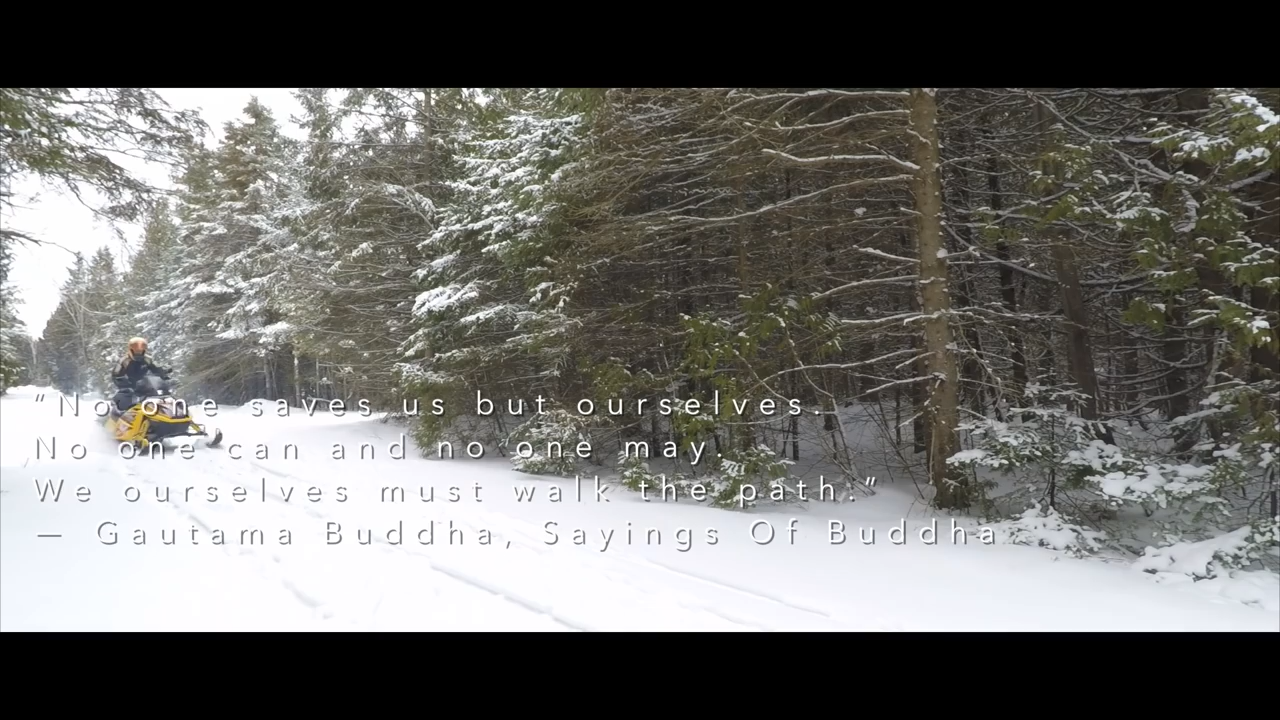 “No one saves us but ourselves.
No one can and no one may.
We ourselves must walk the path.”
— Gautama Buddha, Sayings Of Buddha